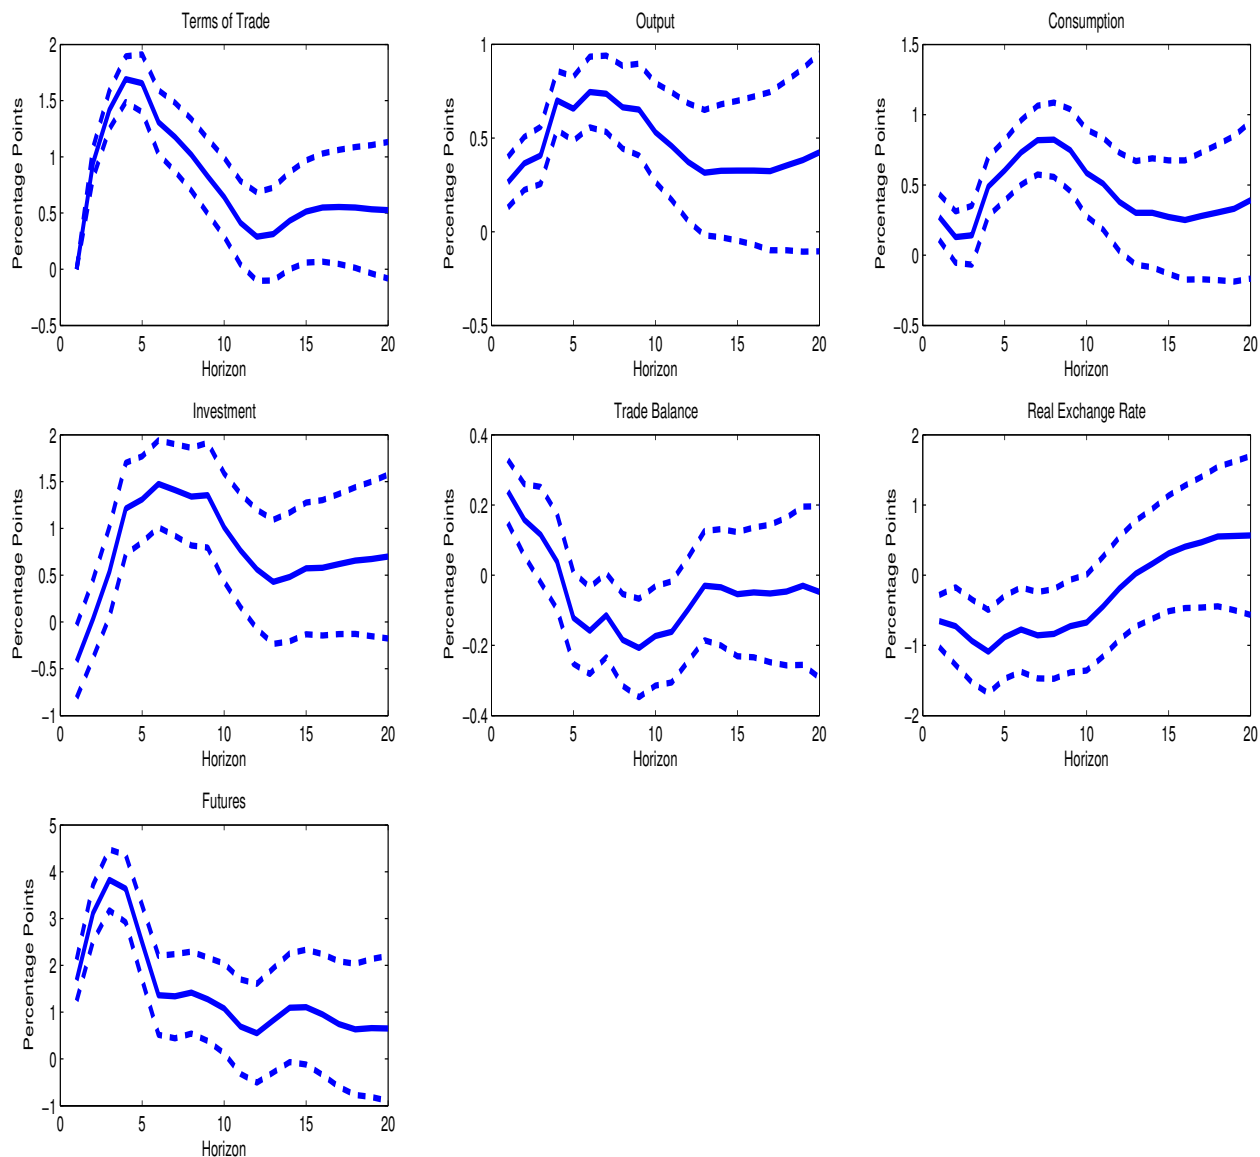 Terms of Trade
2
1.5
1
0.5
0
−0.5
Percentage Points
0 5 10 15 20
Horizon
Output
1
0.5
0
−0.5
Percentage Points
0 5 10 15 20
Horizon
Consumption
1.5
1
0.5
0
−0.5
Percentage Points
0 5 10 15 20
Horizon
Investment
2
1.5
1
0.5
0
−0.5
−1
Percentage Points
0 5 10 15 20
Horizon
Trade Balance
0.4
0.2
0
−0.2
−0.4
Percentage Points
0 5 10 15 20
Horizon
Real Exchange Rate
2
1
0
−1
−2
Percentage Points
0 5 10 15 20
Horizon
Futures
5
4
3
2
1
0
−1
Percentage Points
0 5 10 15 20
Horizon